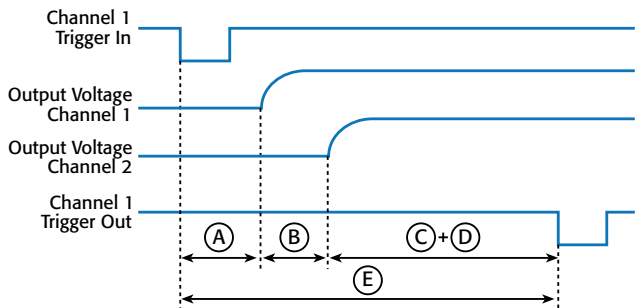 Channel 1
Trigger In
Output Voltage
Channel 1
Output Voltage
Channel 2
Channel 1
Trigger Out
A B C+D
E